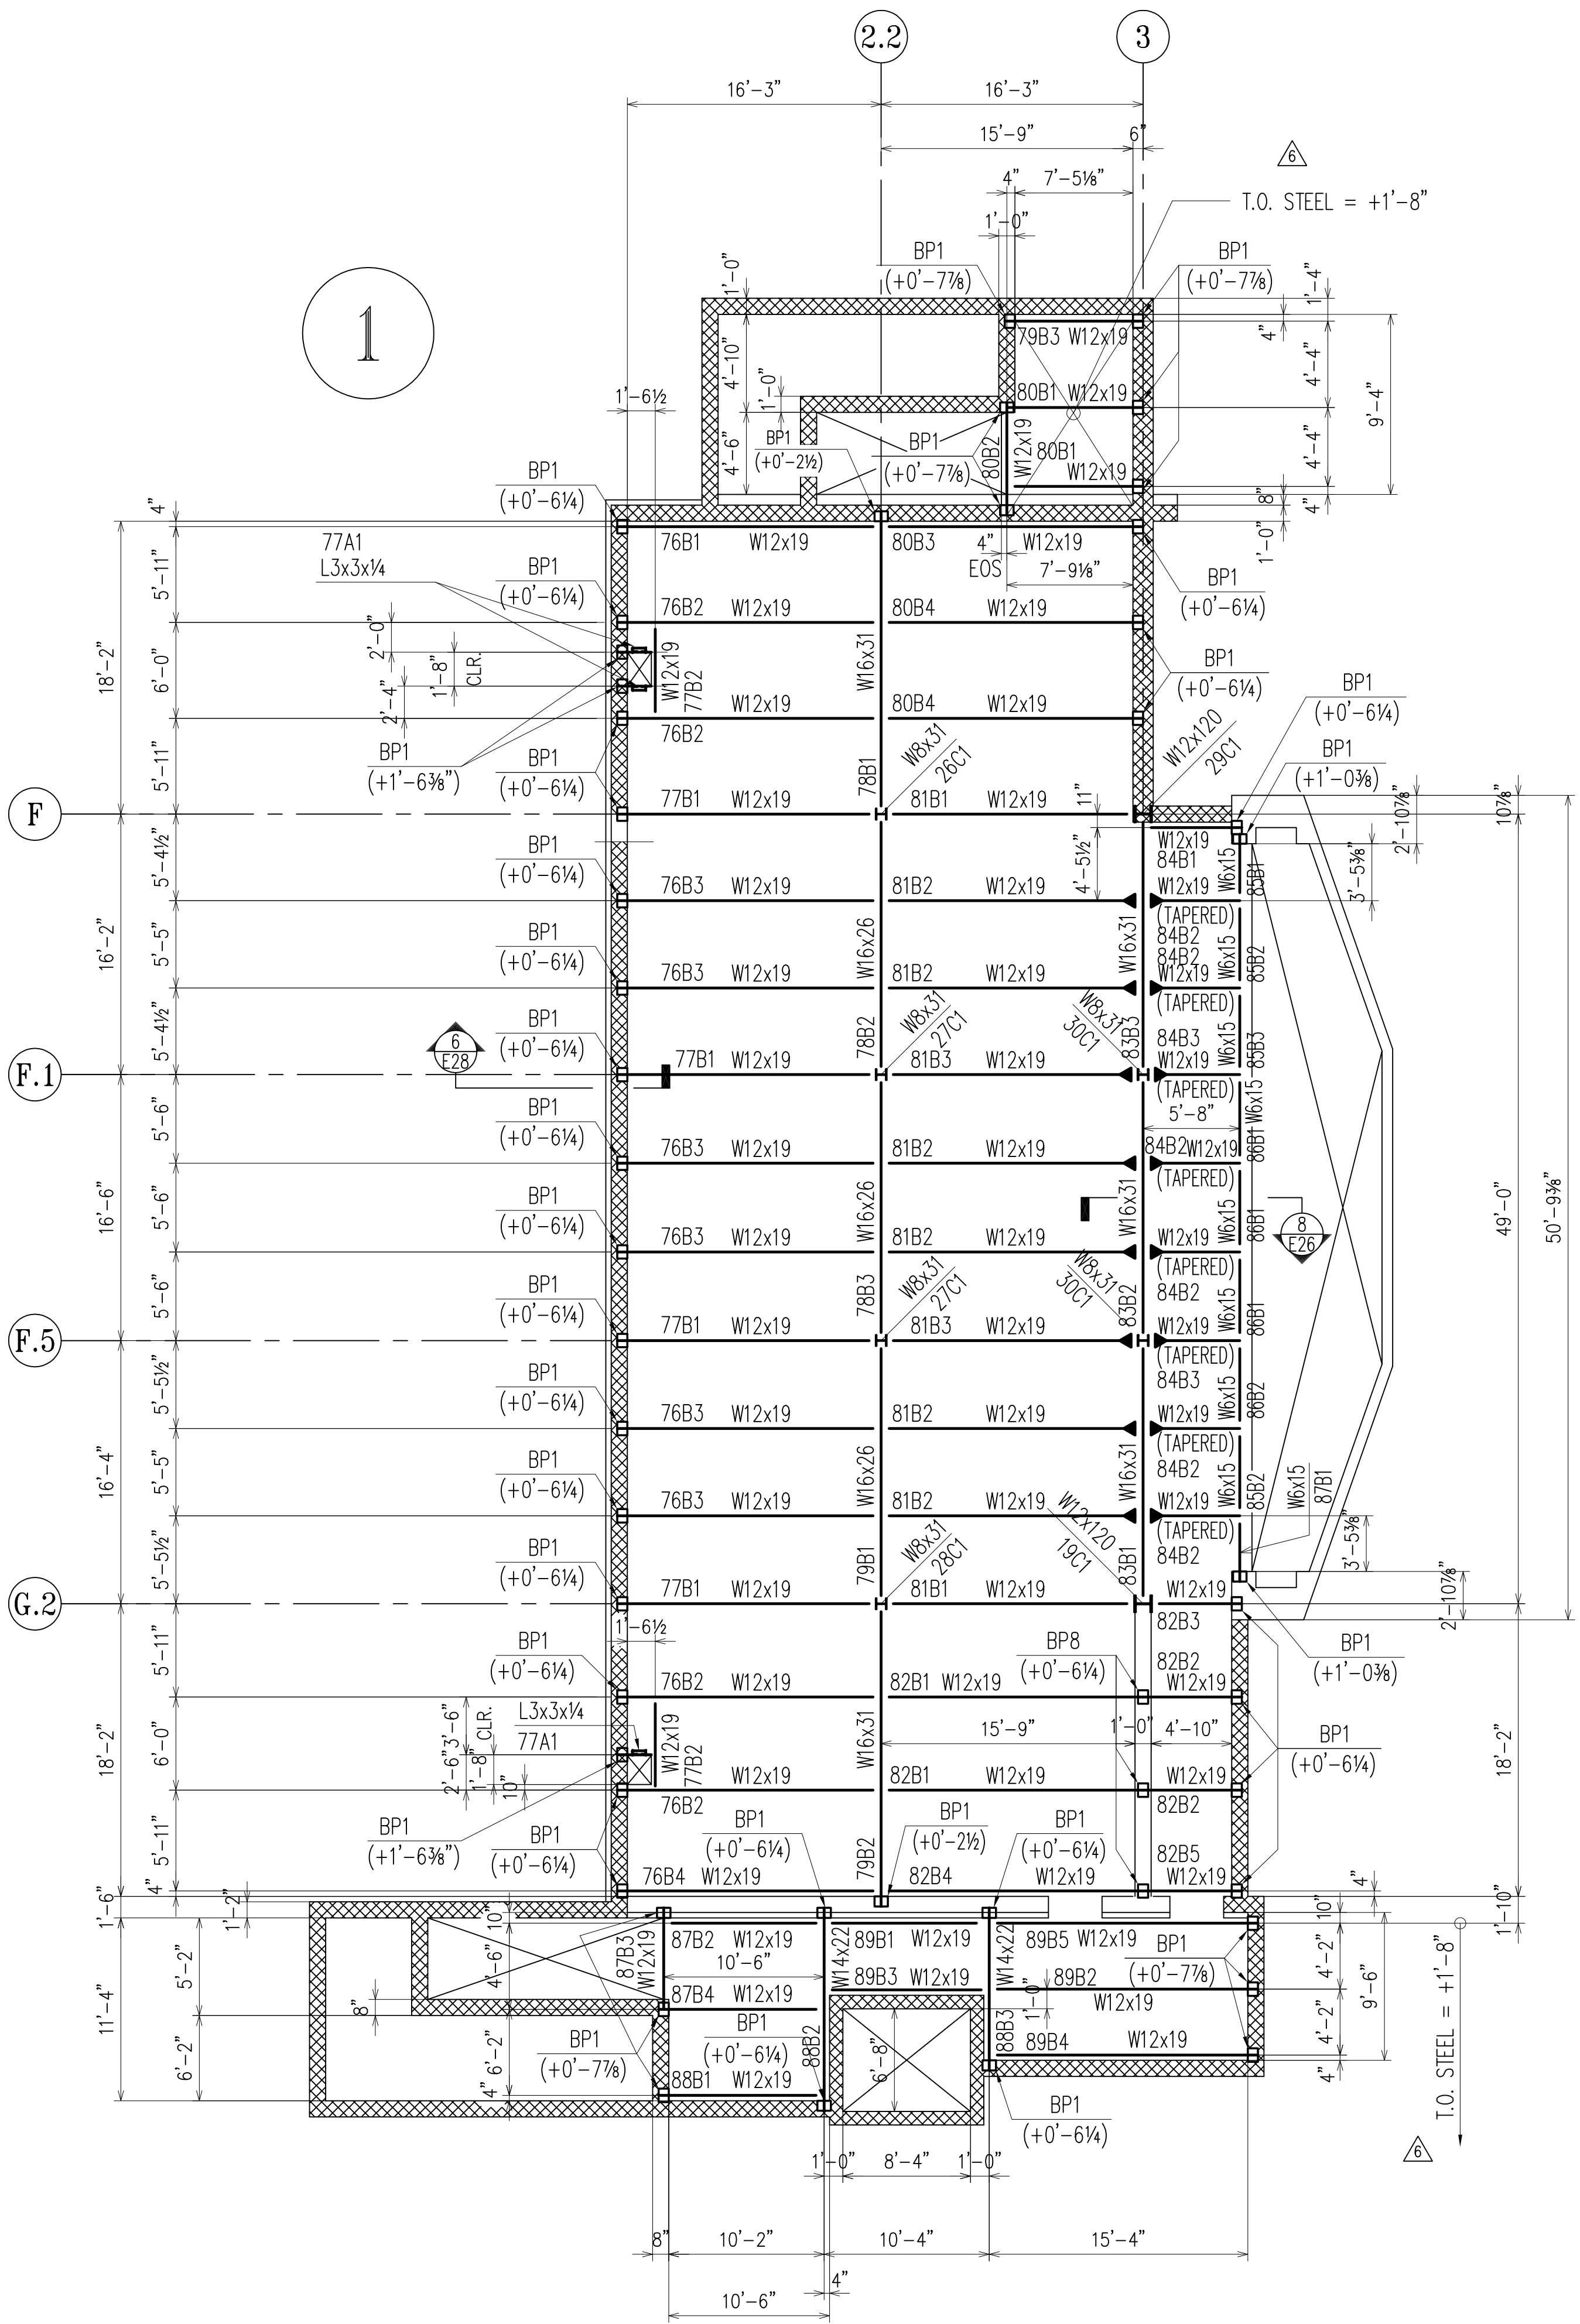 2.2
3
16'-3"
16'-3"
15'-9"
6"
6
4"
7'-5⅛"
T.O. STEEL = +1'-8"
1'-0"
BP1
(+0'-7⅞)
BP1
(+0'-7⅞)
1
1'-0"
1'-4"
79B3 W12x19
4"
4'-10"
4'-4"
9'-4"
1'-6½
1'-0"
80B1 W12x19
BP1
(+0'-2½)
BP1
(+0'-7⅞)
80B2
W12x19
80B1
W12x19
4'-6"
4'-4"
BP1
(+0'-6¼)
8"
4"
4"
1'-0"
77A1
L3x3x¼
76B1 W12x19
80B3 W12x19
4"
EOS
7'-9⅛"
5'-11"
BP1
(+0'-6¼)
BP1
(+0'-6¼)
76B2 W12x19
80B4 W12x19
18'-2"
6'-0"
2'-0"
1'-8"
CLR.
2'-4"
W12x19
77B2
W16x31
BP1
(+0'-6¼)
BP1
(+0'-6¼)
W12x19
76B2
80B4 W12x19
BP1
(+1'-6⅜")
BP1
(+0'-6¼)
W8x31
26C1
W12x120
29C1
BP1
(+1'-0⅜)
5'-11"
78B1
11"
2'-10⅞"
10⅞"
F
77B1 W12x19
81B1 W12x19
W12x19
84B1
5'-4½"
BP1
(+0'-6¼)
4'-5½"
W6x15
85B1
3'-5⅜"
76B3 W12x19
81B2 W12x19
W12x19
(TAPERED)
84B2
16'-2"
5'-5"
BP1
(+0'-6¼)
W16x26
W16x31
84B2
W6x15
85B2
76B3 W12x19
81B2 W12x19
W12x19
(TAPERED)
5'-4½"
6
E28
BP1
(+0'-6¼)
78B2
W8x31
27C1
W8x31
30C1
83B3
84B3
W6x15
85B3
F.1
77B1 W12x19
81B3 W12x19
W12x19
(TAPERED)
5'-8"
5'-6"
BP1
(+0'-6¼)
W6x15
86B1
76B3 W12x19
81B2 W12x19
84B2 W12x19
(TAPERED)
16'-6"
5'-6"
BP1
(+0'-6¼)
W16x26
W16x31
W6x15
86B1
8
E26
49'-0"
50'-9⅜"
76B3 W12x19
81B2 W12x19
W12x19
(TAPERED)
84B2
5'-6"
BP1
(+0'-6¼)
78B3
W8x31
27C1
W8x31
30C1
83B2
W6x15
86B1
F.5
77B1 W12x19
81B3 W12x19
W12x19
(TAPERED)
84B3
5'-5½"
BP1
(+0'-6¼)
W6x15
86B2
76B3 W12x19
81B2 W12x19
W12x19
(TAPERED)
84B2
16'-4"
5'-5"
BP1
(+0'-6¼)
W16x26
W16x31
W6x15
85B2
W6x15
87B1
76B3 W12x19
81B2 W12x19
W12x19
(TAPERED)
84B2
3'-5⅜"
5'-5½"
BP1
(+0'-6¼)
79B1
W8x31
28C1
W12x120
19C1
83B1
G.2
77B1 W12x19
81B1 W12x19
W12x19
82B3
2'-10⅞"
1'-6½
5'-11"
BP1
(+0'-6¼)
BP8
(+0'-6¼)
82B2
BP1
(+1'-0⅜)
76B2 W12x19
82B1 W12x19
W12x19
L3x3x¼
77A1
18'-2"
6'-0"
3'-6"
2'-6"
1'-8" CLR.
10"
W12x19
77B2
W16x31
15'-9"
1'-0"
4'-10"
BP1
(+0'-6¼)
18'-2"
W12x19
76B2
82B1 W12x19
W12x19
82B2
5'-11"
BP1
(+1'-6⅜")
BP1
(+0'-6¼)
BP1
(+0'-6¼)
79B2
BP1
(+0'-2½)
BP1
(+0'-6¼)
82B5
4"
76B4 W12x19
82B4 W12x19
W12x19
4"
1'-6"
1'-2"
10"
10"
1'-10"
87B3
W12x19
87B2 W12x19
W14x22
89B1 W12x19
W14x22
89B5 W12x19
5'-2"
4'-6"
10'-6"
89B3 W12x19
BP1
(+0'-7⅞)
4'-2"
9'-6"
T.O. STEEL = +1'-8"
8"
87B4 W12x19
1'-0"
89B2
W12x19
11'-4"
6'-2"
6'-2"
BP1
(+0'-7⅞)
BP1
(+0'-6¼)
88B2
6'-8"
88B3
89B4 W12x19
4'-2"
4"
4"
88B1 W12x19
BP1
(+0'-6¼)
6
1'-0"
8'-4"
1'-0"
8"
10'-2"
10'-4"
15'-4"
4"
10'-6"